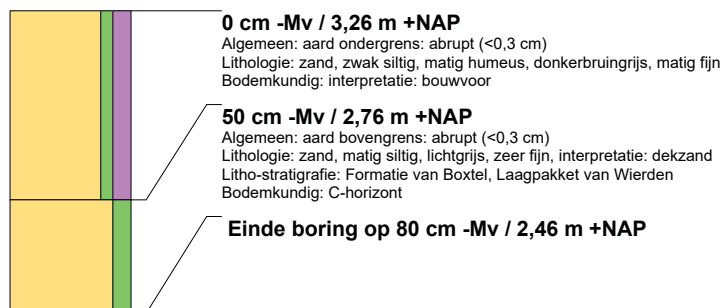 0 cm -Mv / 3,26 m +NAP
Algemeen: aard ondergrens: abrupt (<0,3 cm)
Lithologie: zand, zwak siltig, matig humeus, donkerbruingrijs, matig fijn
Bodemkundig: interpretatie: bouwvoor
50 cm -Mv / 2,76 m +NAP
Algemeen: aard bovengrens: abrupt (<0,3 cm)
Lithologie: zand, matig siltig, lichtgrijs, zeer fijn, interpretatie: dekzand
Litho-stratigrafie: Formatie van Boxtel, Laagpakket van Wierden
Bodemkundig: C-horizont
Einde boring op 80 cm -Mv / 2,46 m +NAP